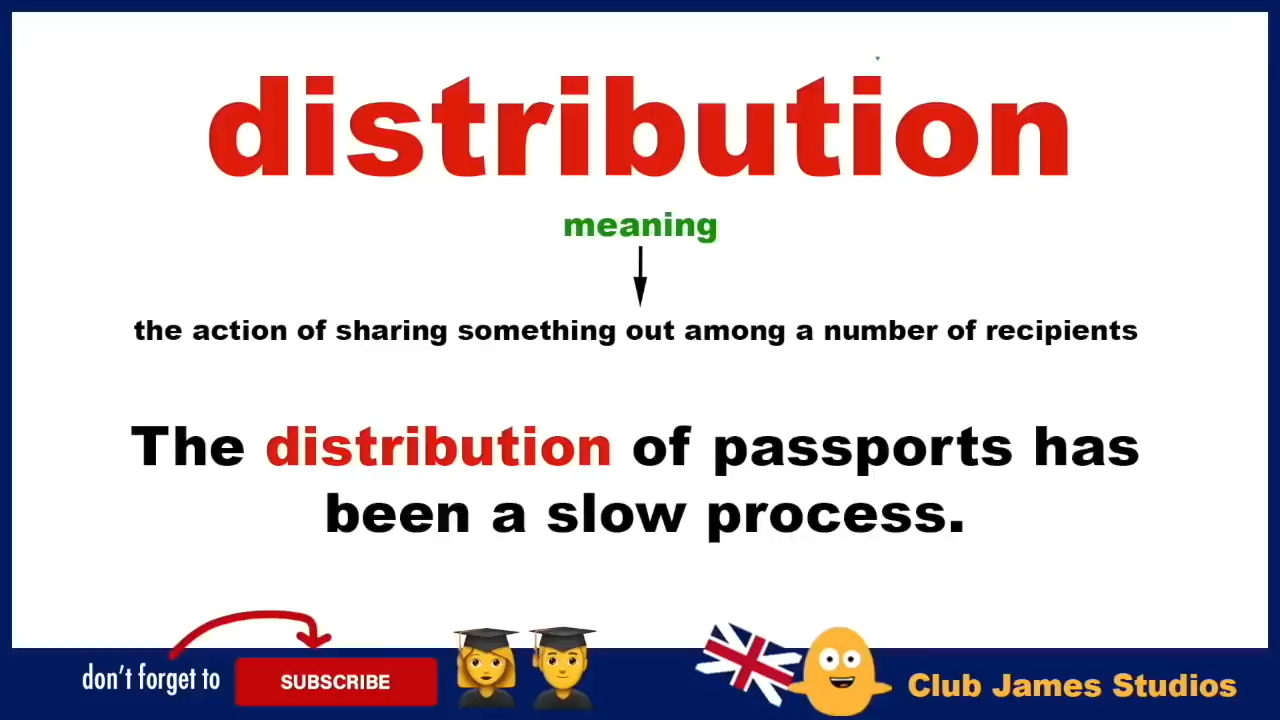 distribution
meaning
the action of sharing something out among a number of recipients
The distribution of passports has
been a slow process.
don't forget to
SUBSCRIBE
Club James Studios